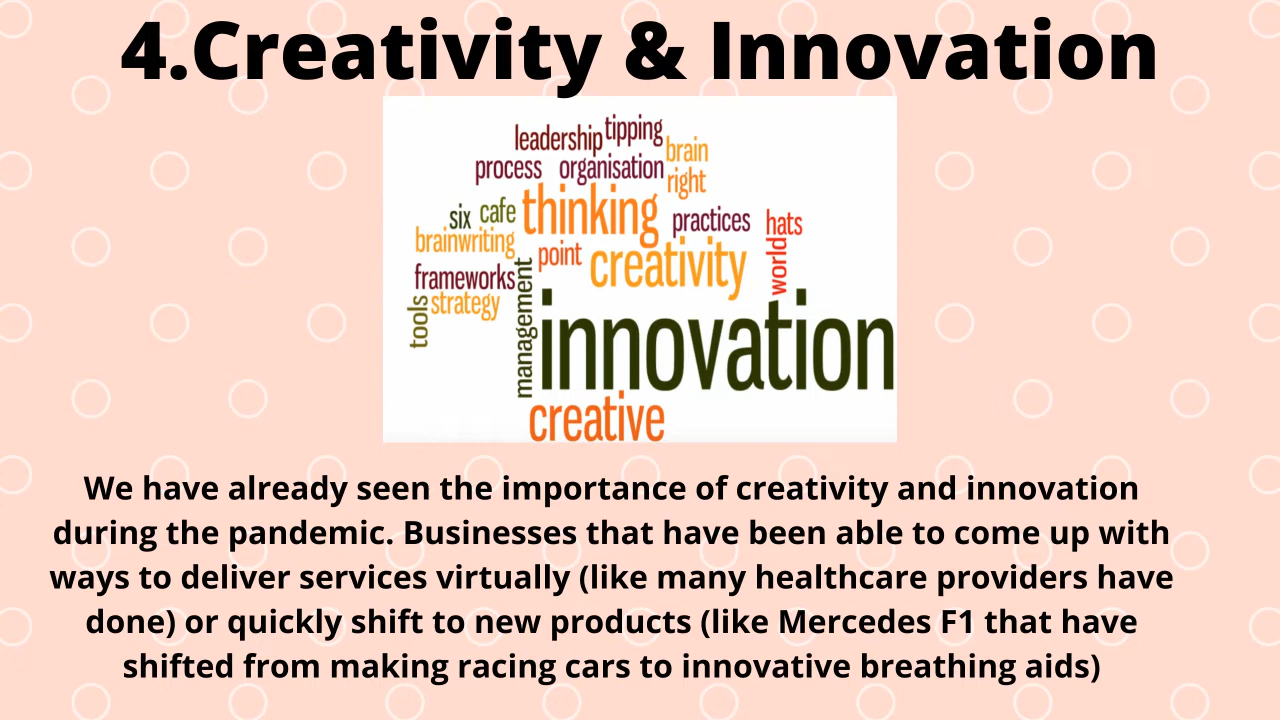 4.Creativity & Innovation
leadership tipping
brain
process organisation
right
six cafe thinking practices hats
brainwriting
point creativity world
frameworks
tools strategy
management
innovation
creative
We have already seen the importance of creativity and innovation
during the pandemic. Businesses that have been able to come up with
ways to deliver services virtually (like many healthcare providers have
done) or quickly shift to new products (like Mercedes F1 that have
shifted from making racing cars to innovative breathing aids)